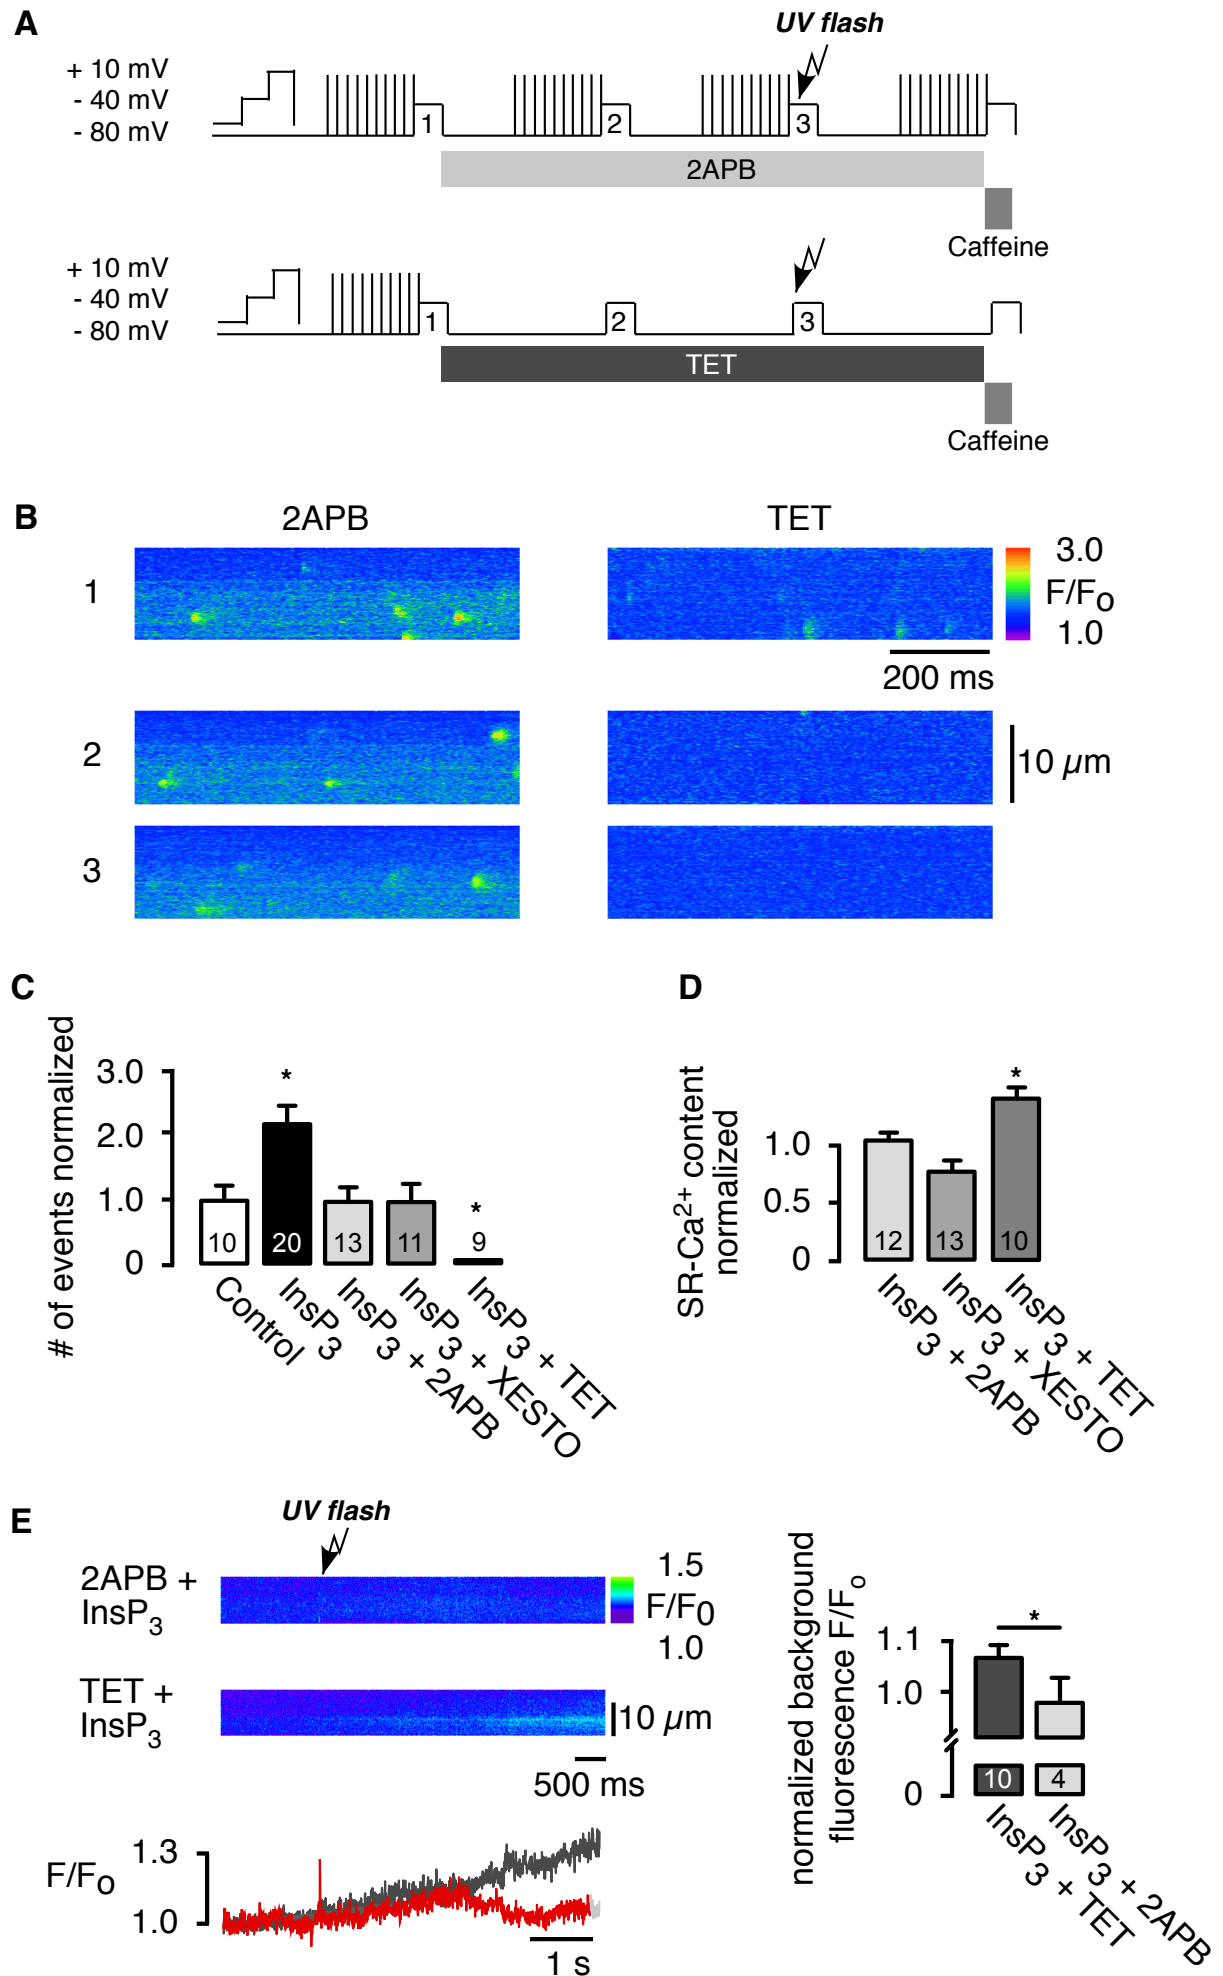 A
UV flash
+ 10 mV
- 40 mV
- 80 mV
1
2
3
2APB
Caffeine
+ 10 mV
- 40 mV
- 80 mV
1
2
3
TET
Caffeine
B
2APB
TET
1
3.0
F/Fo
1.0
200 ms
2
10 µm
3
C
# of events normalized
3.0
2.0
1.0
0
*
*
10
20
13
11
9
Control
InsP3
InsP3 + 2APB
InsP3 + XESTO
InsP3 + TET
D
SR-Ca2+ content
normalized
1.0
0.5
0
*
12
13
10
InsP3 + 2APB
InsP3 + XESTO
InsP3 + TET
E
UV flash
2APB +
InsP3
1.5
F/F0
1.0
TET +
InsP3
10 µm
500 ms
F/Fo
1.3
1.0
1 s
normalized background
fluorescence F/Fo
1.1
1.0
0
*
10
4
InsP3 + TET
InsP3 + 2APB